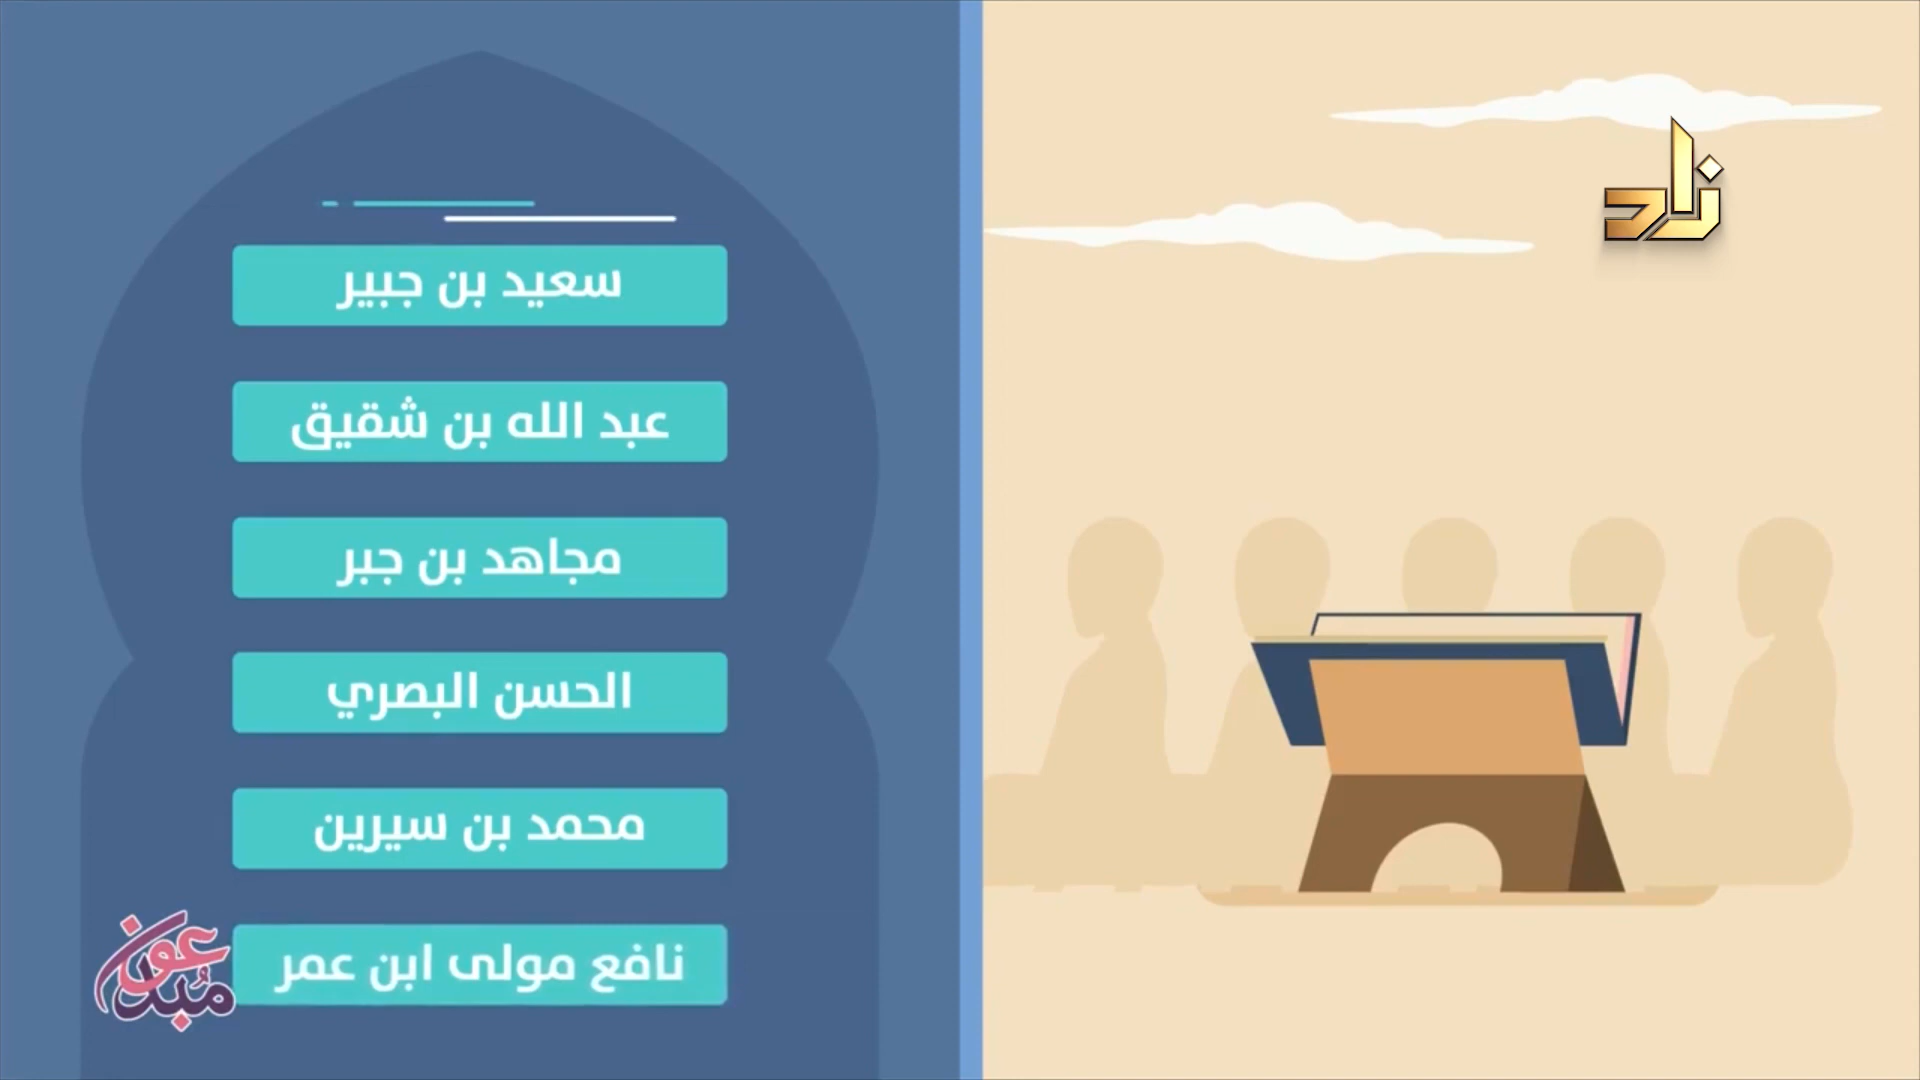 زاد
سعيد بن جبير
عبد الله بن شقيق
مجاهد بن جبر
الحسن البصري
محمد بن سيرين
نافع مولى ابن عمر
مُبدعون